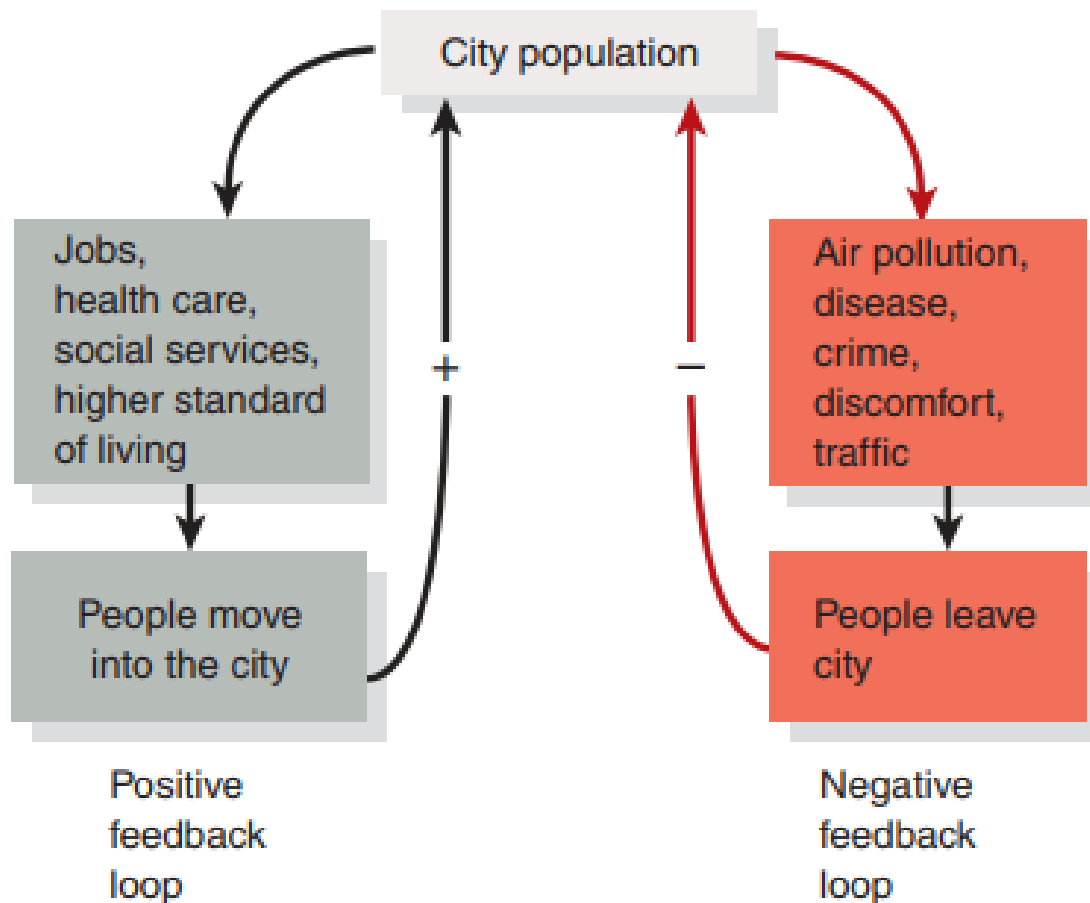 City population
Jobs,
health care,
social services,
higher standard
of living
+
People move
into the city
Positive
feedback
loop
Air pollution,
disease,
crime,
discomfort,
traffic
−
People leave
city
Negative
feedback
loop